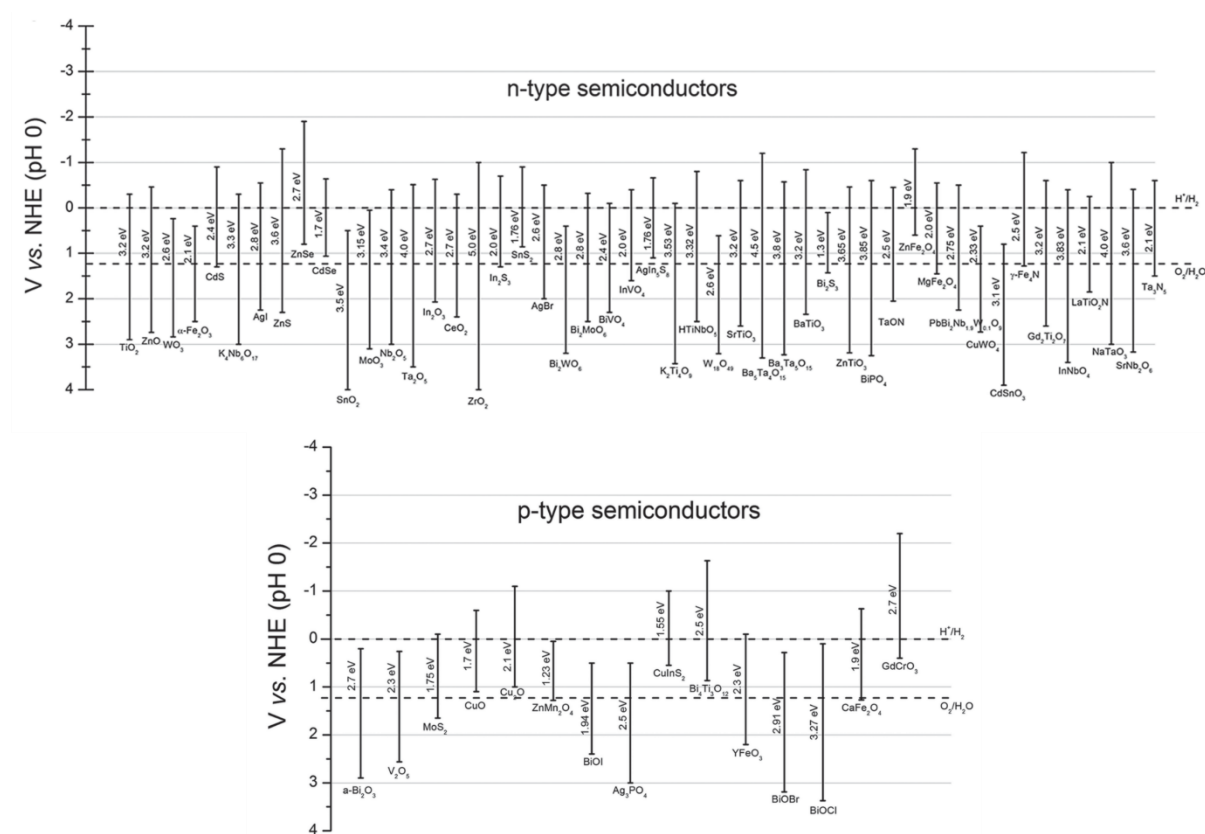 -4
-3
-2
-1
0
1
2
3
4
V vs. NHE (pH 0)
n-type semiconductors
H⁺/H₂
O₂/H₂O
3.2 eV
TiO₂
3.2 eV
ZnO
2.6 eV
WO₃
2.1 eV
α-Fe₂O₃
2.4 eV
CdS
3.3 eV
K₄Nb₆O₁₇
2.8 eV
AgI
3.6 eV
ZnS
2.7 eV
ZnSe
1.7 eV
CdSe
3.5 eV
SnO₂
3.15 eV
MoO₃
3.4 eV
Nb₂O₅
4.0 eV
Ta₂O₅
2.7 eV
In₂O₃
2.7 eV
CeO₂
5.0 eV
ZrO₂
2.0 eV
In₂S₃
1.76 eV
SnS₂
2.6 eV
AgBr
2.8 eV
Bi₂WO₆
2.8 eV
Bi₂MoO₆
2.4 eV
BiVO₄
2.0 eV
InVO₄
1.76 eV
AgIn₅S₈
3.53 eV
K₂Ti₄O₉
3.32 eV
HTiNbO₅
2.6 eV
W₁₈O₄₉
3.2 eV
SrTiO₃
4.5 eV
Ba₅Ta₄O₁₅
3.8 eV
Ba₃Ta₅O₁₅
3.2 eV
BaTiO₃
1.3 eV
Bi₂S₃
3.65 eV
ZnTiO₃
3.85 eV
BiPO₄
2.5 eV
TaON
1.9 eV
ZnFe₂O₄
2.0 eV
MgFe₂O₄
2.75 eV
PbBi₂Nb₁.₉W₀.₁O₉
2.33 eV
CuWO₄
3.1 eV
CdSnO₃
2.5 eV
γ-Fe₄N
3.2 eV
Gd₂Ti₂O₇
3.83 eV
InNbO₄
2.1 eV
LaTiO₂N
4.0 eV
NaTaO₃
3.6 eV
SrNb₂O₆
2.1 eV
Ta₃N₅
-4
-3
-2
-1
0
1
2
3
4
V vs. NHE (pH 0)
p-type semiconductors
H⁺/H₂
O₂/H₂O
2.7 eV
a-Bi₂O₃
2.3 eV
V₂O₅
1.75 eV
MoS₂
1.7 eV
CuO
2.1 eV
Cu₂O
1.23 eV
ZnMn₂O₄
1.94 eV
BiOI
2.5 eV
Ag₃PO₄
1.55 eV
CuInS₂
2.5 eV
Bi₄Ti₃O₁₂
2.3 eV
YFeO₃
2.91 eV
BiOBr
3.27 eV
BiOCl
1.9 eV
CaFe₂O₄
2.7 eV
GdCrO₃